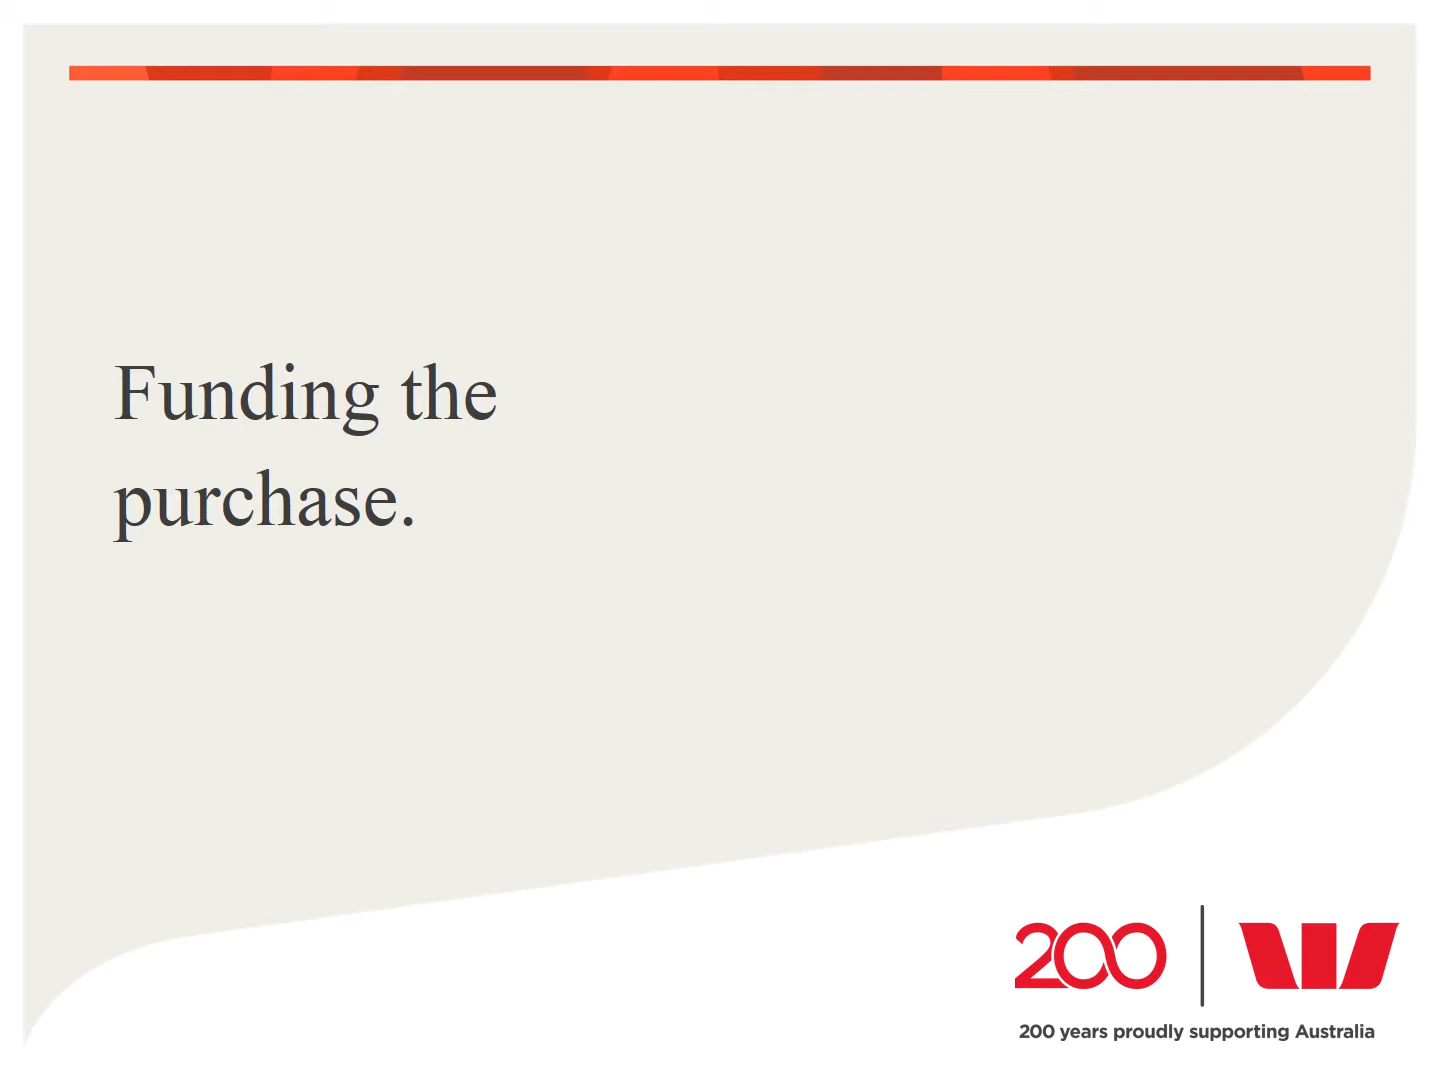 Funding the
purchase.
200
200 years proudly supporting Australia